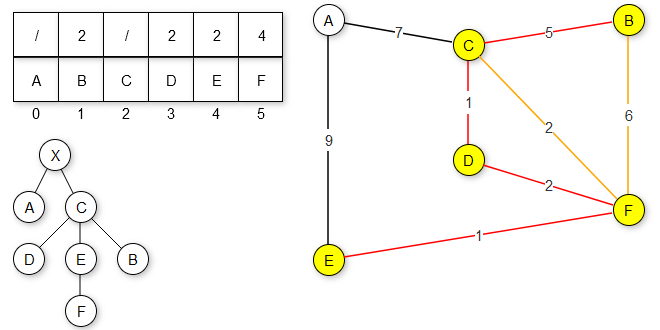 / 2 / 2 2 4
A B C D E F
0 1 2 3 4 5
X
A C
D E B
F
A 7 C 5 B
9 1 2 6
D 2 F
E 1